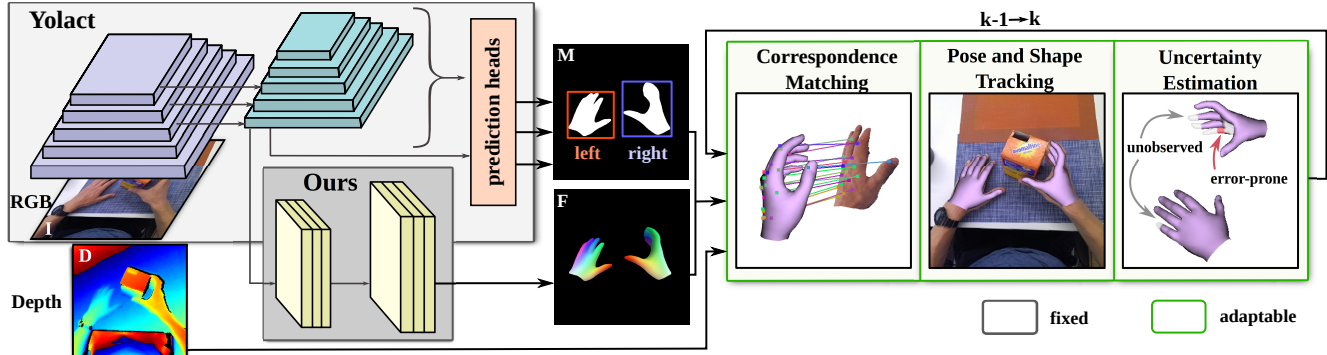 Yolact
RGB
I
Depth
D
Ours
prediction heads
M
left
right
F
k-1→k
Correspondence
Matching
Pose and Shape
Tracking
Uncertainty
Estimation
unobserved
error-prone
fixed
adaptable